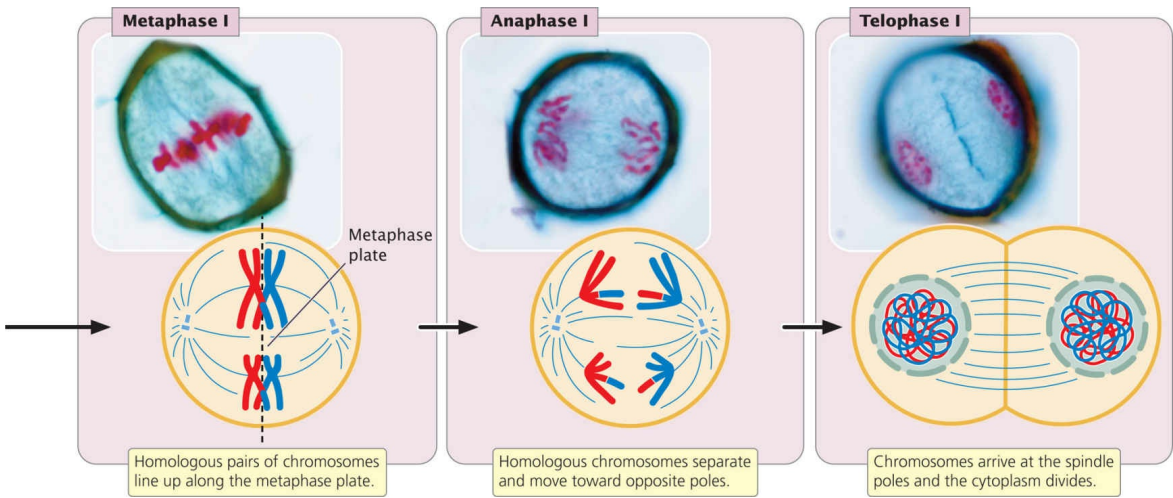 Metaphase I
Metaphase
plate
Homologous pairs of chromosomes
line up along the metaphase plate.
Anaphase I
Homologous chromosomes separate
and move toward opposite poles.
Telophase I
Chromosomes arrive at the spindle
poles and the cytoplasm divides.